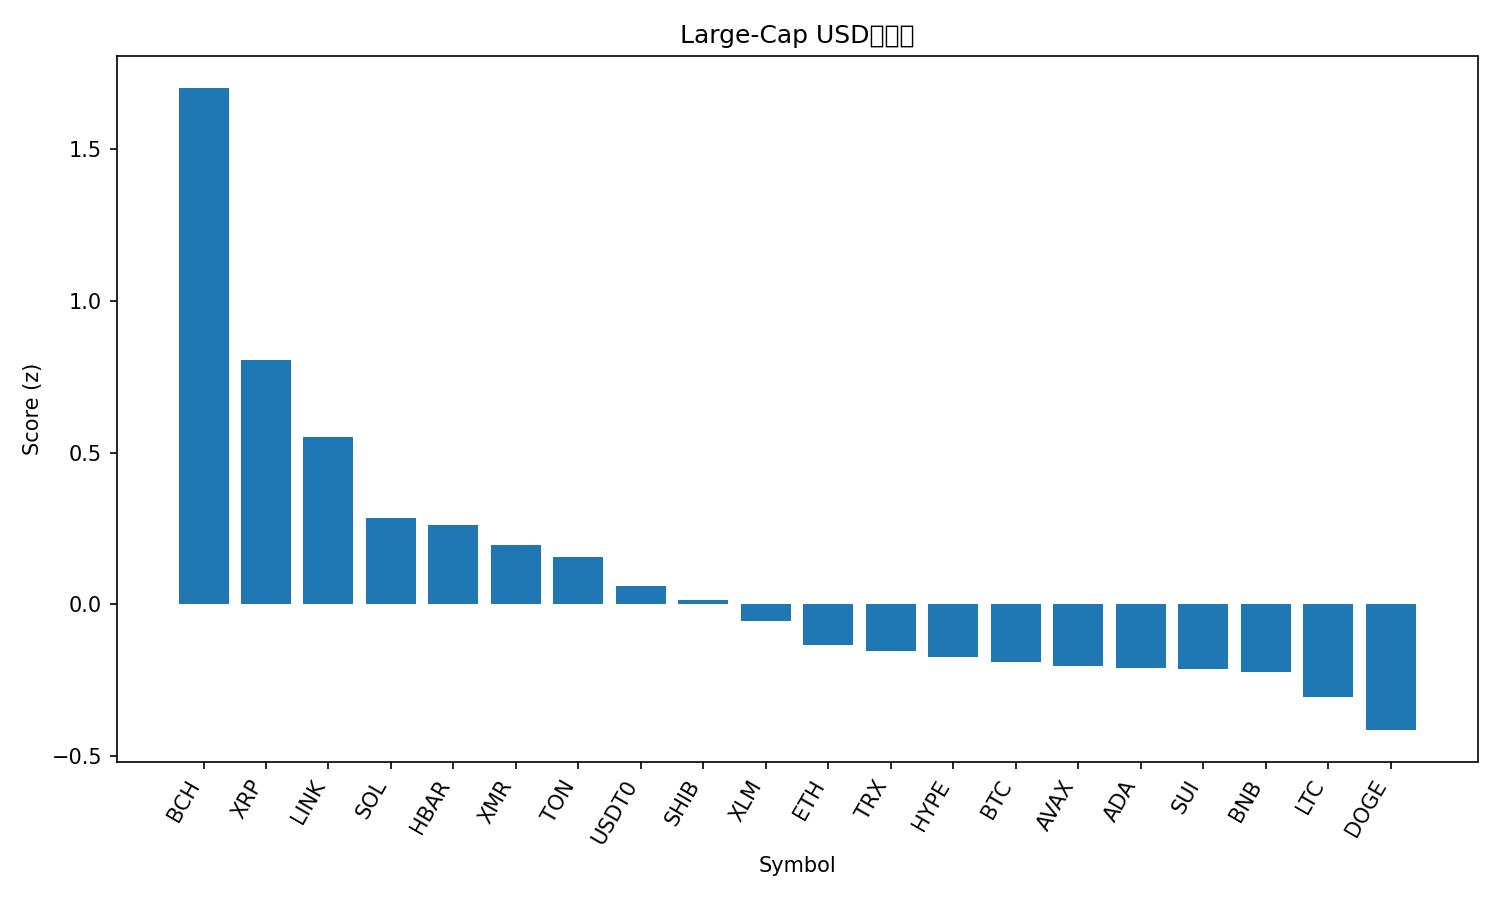 Large-Cap USD
Score (z)
1.5
1.0
0.5
0.0
−0.5
BCH
XRP
LINK
SOL
HBAR
XMR
TON
USDT0
SHIB
XLM
ETH
TRX
HYPE
BTC
AVAX
ADA
SUI
BNB
LTC
DOGE
Symbol